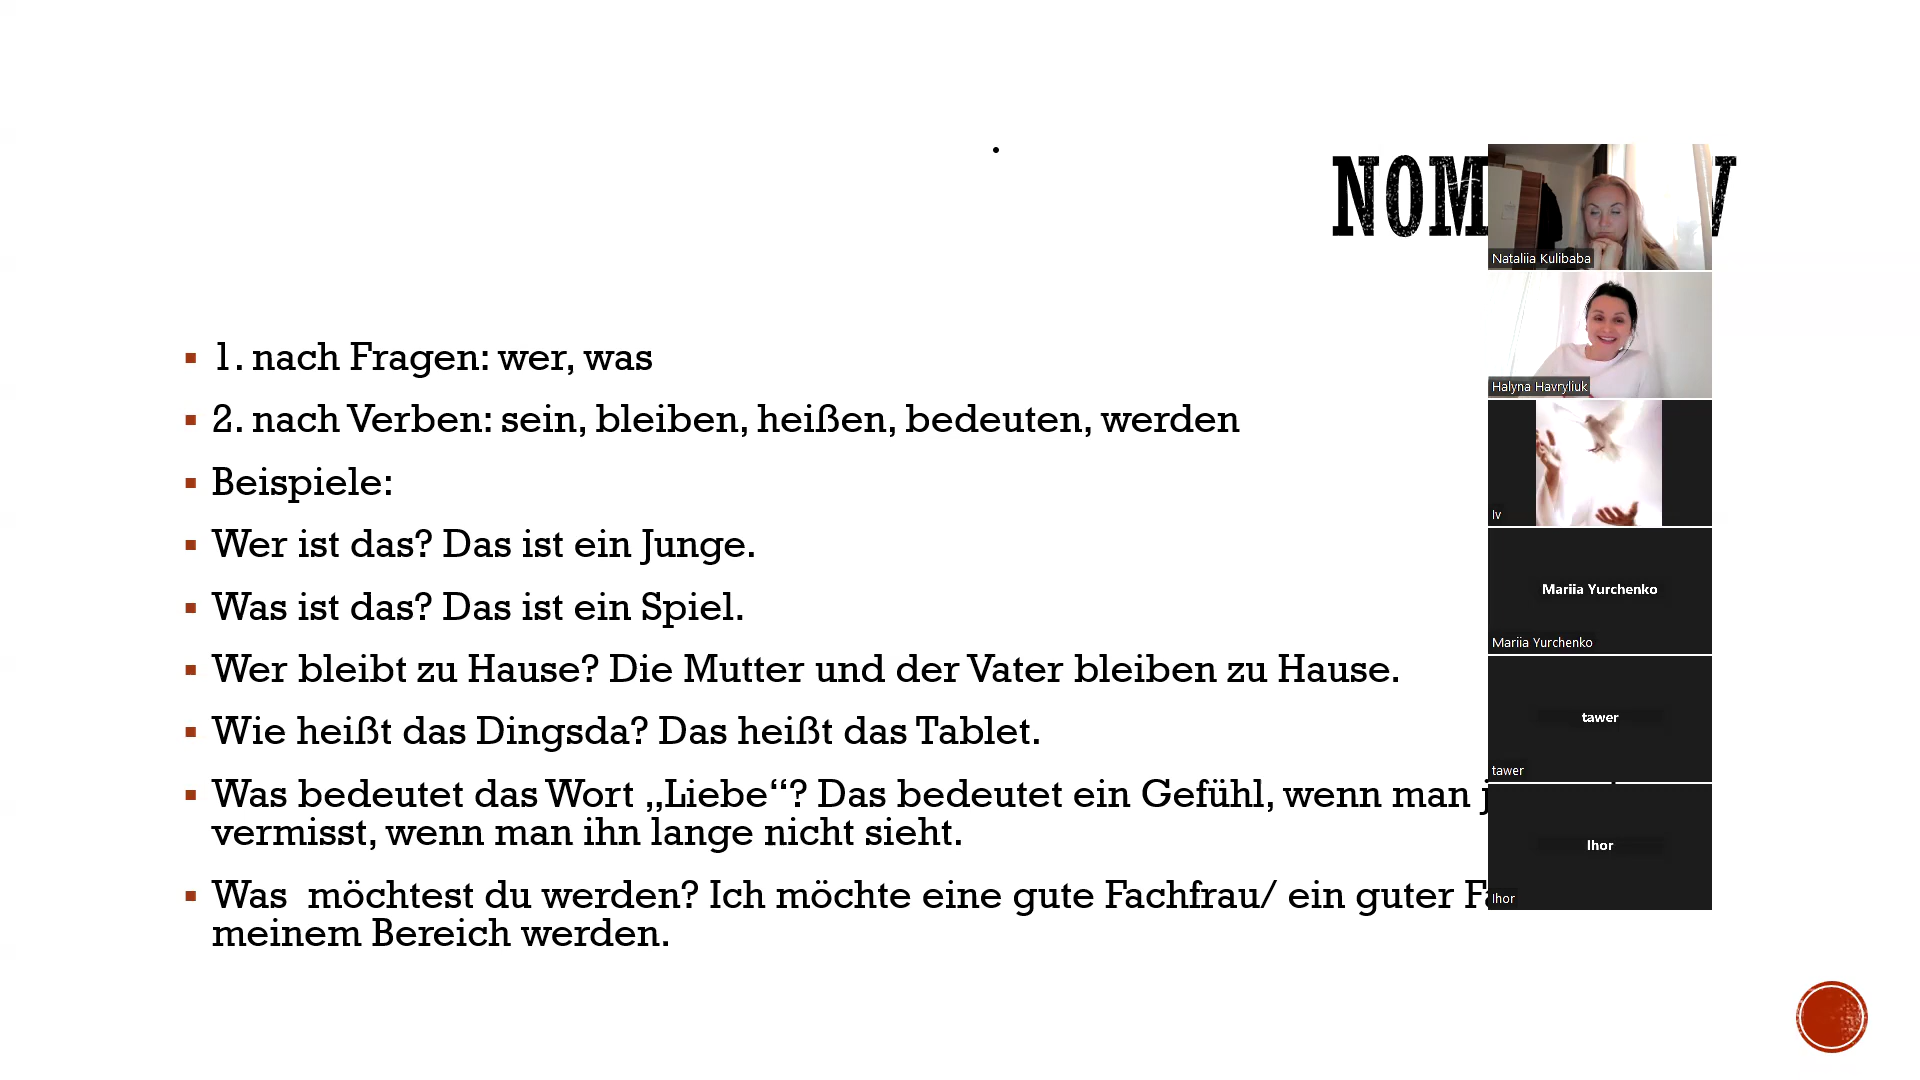 NOM
1. nach Fragen: wer, was
2. nach Verben: sein, bleiben, heißen, bedeuten, werden
Beispiele:
Wer ist das? Das ist ein Junge.
Was ist das? Das ist ein Spiel.
Wer bleibt zu Hause? Die Mutter und der Vater bleiben zu Hause.
Wie heißt das Dingsda? Das heißt das Tablet.
Was bedeutet das Wort „Liebe“? Das bedeutet ein Gefühl, wenn man
vermisst, wenn man ihn lange nicht sieht.
Was möchtest du werden? Ich möchte eine gute Fachfrau/ ein guter
meinem Bereich werden.
Nataliia Kulibaba
Halyna Havryliuk
Iv
Mariia Yurchenko
Mariia Yurchenko
tawer
tawer
Ihor
Ihor